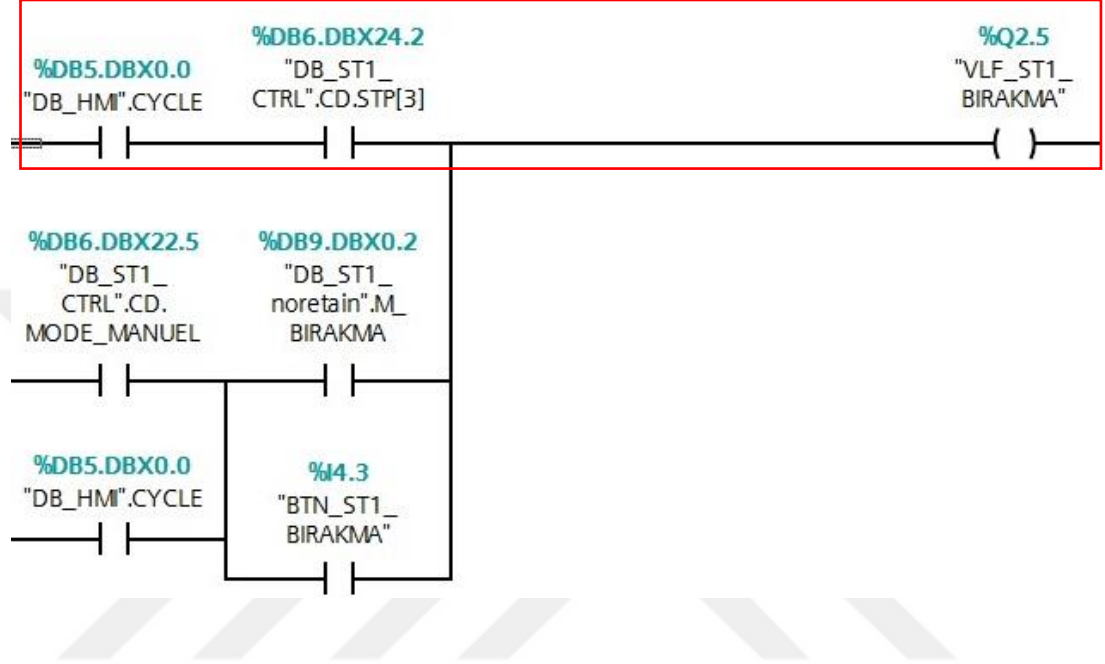 %DB5.DBX0.0
"DB_HMI".CYCLE
%DB6.DBX24.2
"DB_ST1_
CTRL".CD.STP[3]
%Q2.5
"VLF_ST1_
BIRAKMA"
%DB6.DBX22.5
"DB_ST1_
CTRL".CD.
MODE_MANUEL
%DB9.DBX0.2
"DB_ST1_
noretain".M_
BIRAKMA
%DB5.DBX0.0
"DB_HMI".CYCLE
%I4.3
"BTN_ST1_
BIRAKMA"